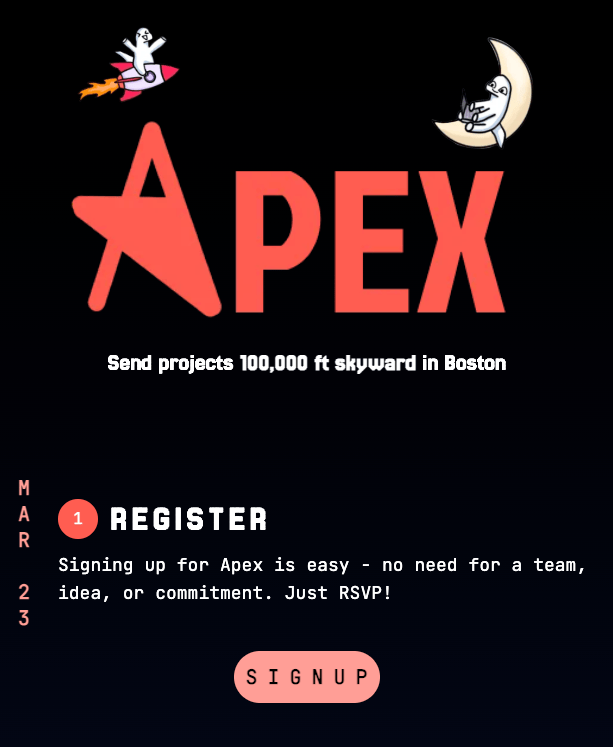 APEX
Send projects 100,000 ft skyward in Boston
MAR 23
1 REGISTER
Signing up for Apex is easy - no need for a team,
idea, or commitment. Just RSVP!
SIGNUP